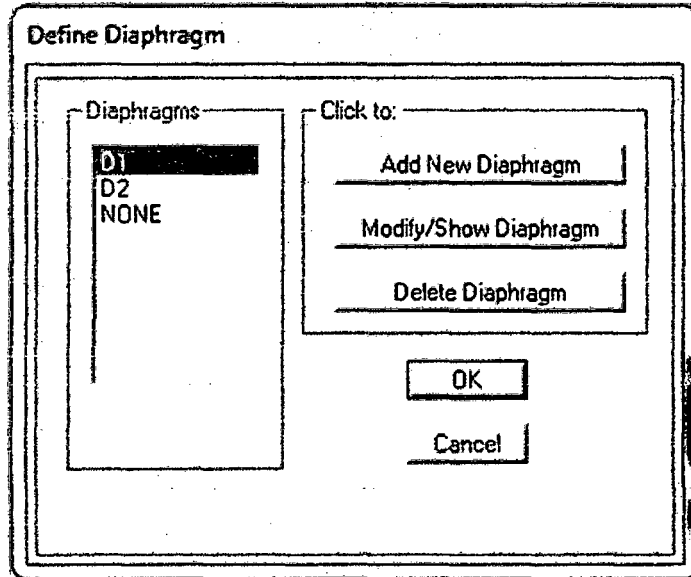 Define Diaphragm
Diaphragms
D1
D2
NONE
Click to:
Add New Diaphragm
Modify/Show Diaphragm
Delete Diaphragm
OK
Cancel